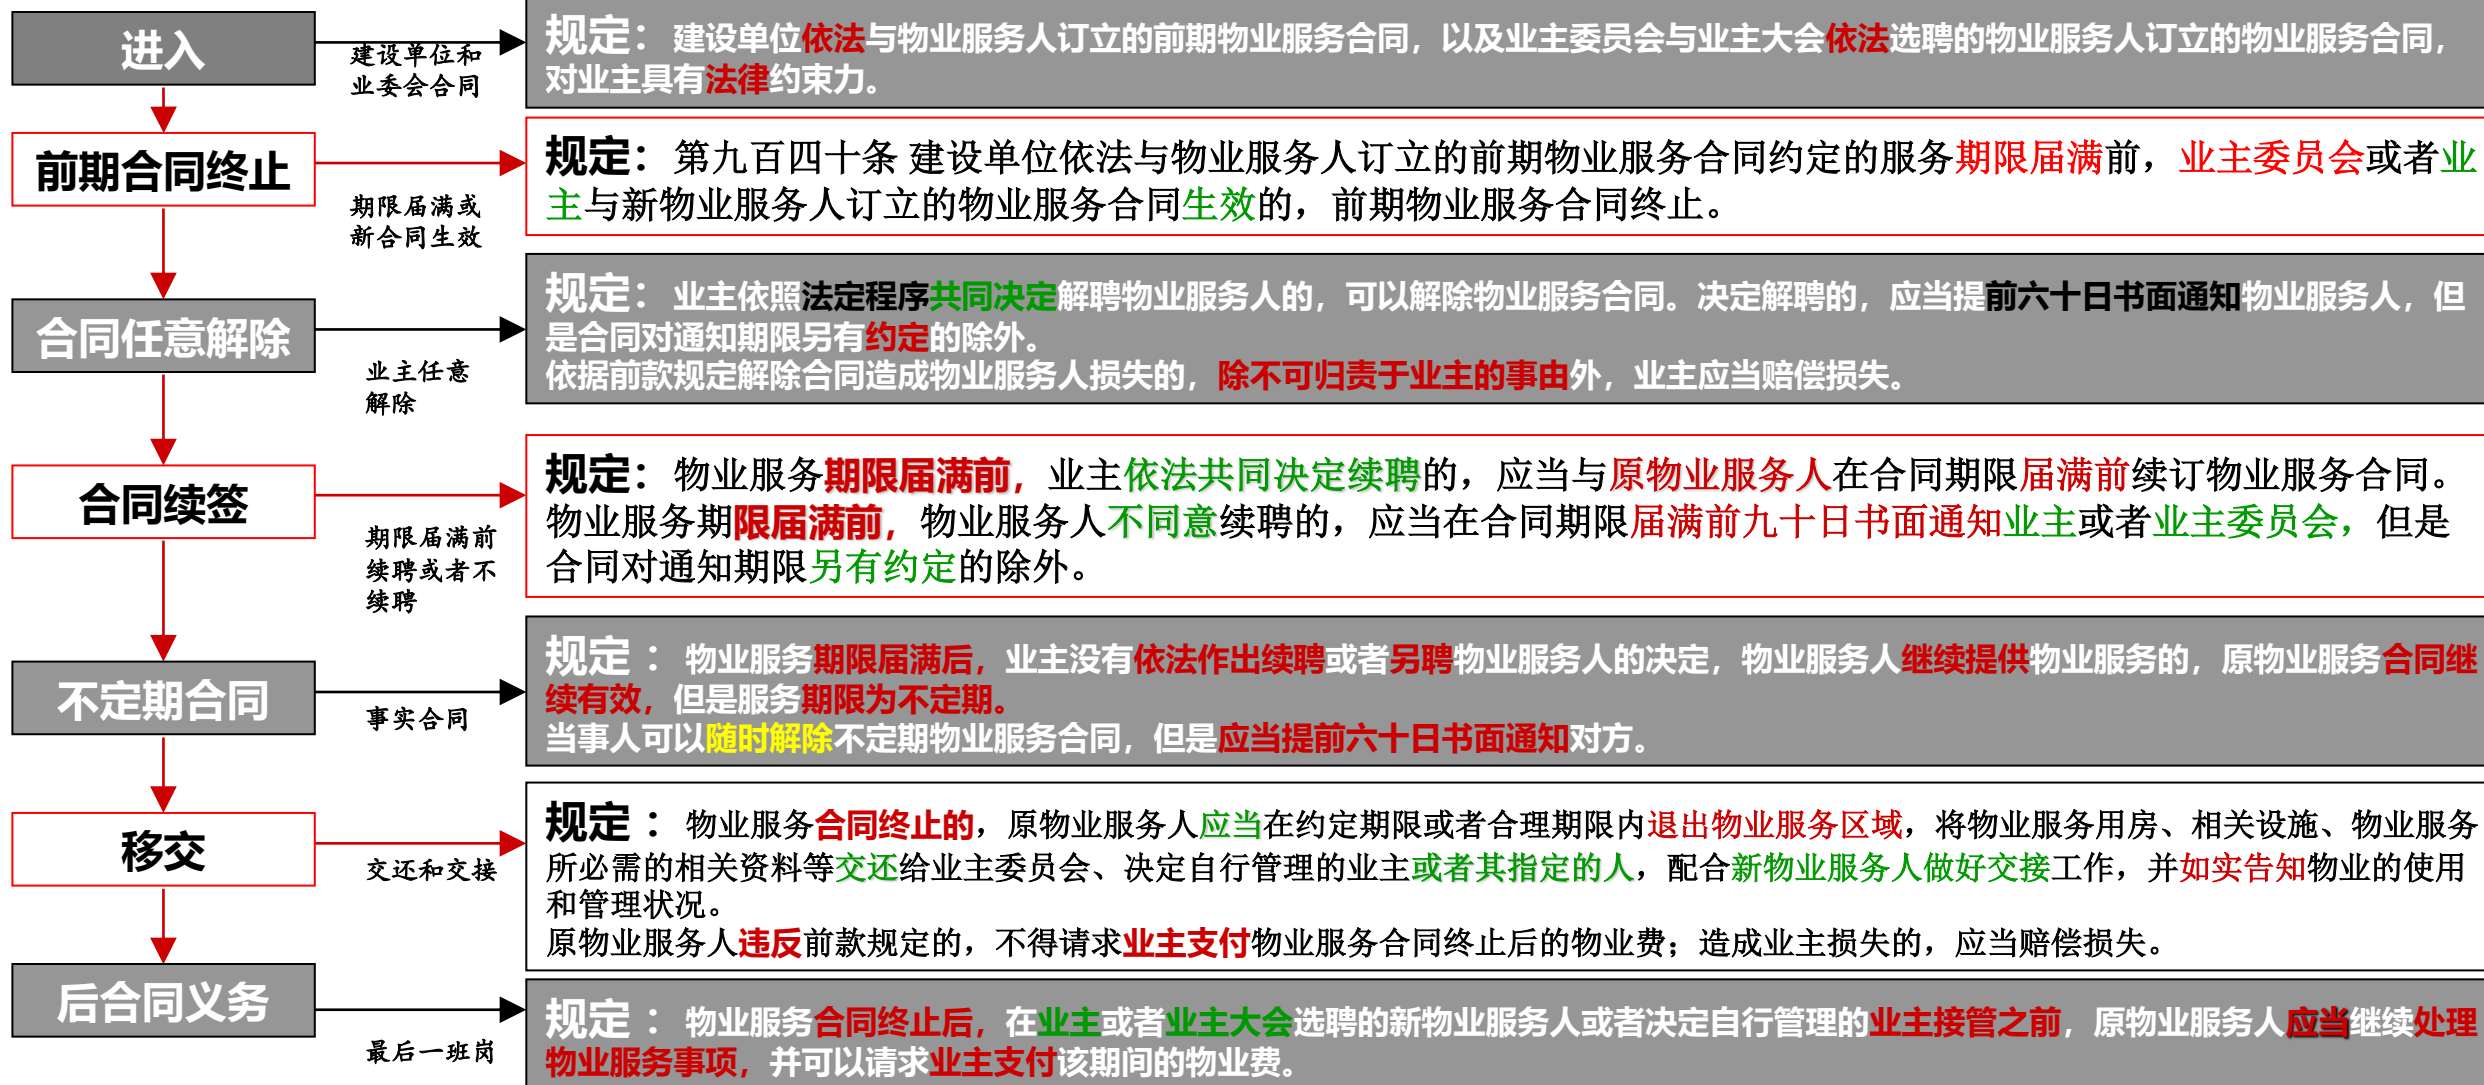 进入
建设单位和
业委会合同
规定：建设单位依法与物业服务人订立的前期物业服务合同，以及业主委员会与业主大会依法选聘的物业服务人订立的物业服务合同，
对业主具有法律约束力。
前期合同终止
期限届满或
新合同生效
规定：第九百四十条 建设单位依法与物业服务人订立的前期物业服务合同约定的服务期限届满前，业主委员会或者业
主与新物业服务人订立的物业服务合同生效的，前期物业服务合同终止。
合同任意解除
业主任意
解除
规定：业主依照法定程序共同决定解聘物业服务人的，可以解除物业服务合同。决定解聘的，应当提前六十日书面通知物业服务人，但
是合同对通知期限另有约定的除外。
依据前款规定解除合同造成物业服务人损失的，除不可归责于业主的事由外，业主应当赔偿损失。
合同续签
期限届满前
续聘或者不
续聘
规定：物业服务期限届满前，业主依法共同决定续聘的，应当与原物业服务人在合同期限届满前续订物业服务合同。
物业服务期限届满前，物业服务人不同意续聘的，应当在合同期限届满前九十日书面通知业主或者业主委员会，但是
合同对通知期限另有约定的除外。
不定期合同
事实合同
规定 ：物业服务期限届满后，业主没有依法作出续聘或者另聘物业服务人的决定，物业服务人继续提供物业服务的，原物业服务合同继
续有效，但是服务期限为不定期。
当事人可以随时解除不定期物业服务合同，但是应当提前六十日书面通知对方。
移交
交还和交接
规定 ：物业服务合同终止的，原物业服务人应当在约定期限或者合理期限内退出物业服务区域，将物业服务用房、相关设施、物业服务
所必需的相关资料等交还给业主委员会、决定自行管理的业主或者其指定的人，配合新物业服务人做好交接工作，并如实告知物业的使用
和管理状况。
原物业服务人违反前款规定的，不得请求业主支付物业服务合同终止后的物业费；造成业主损失的，应当赔偿损失。
后合同义务
最后一班岗
规定 ：物业服务合同终止后，在业主或者业主大会选聘的新物业服务人或者决定自行管理的业主接管之前，原物业服务人应当继续处理
物业服务事项，并可以请求业主支付该期间的物业费。